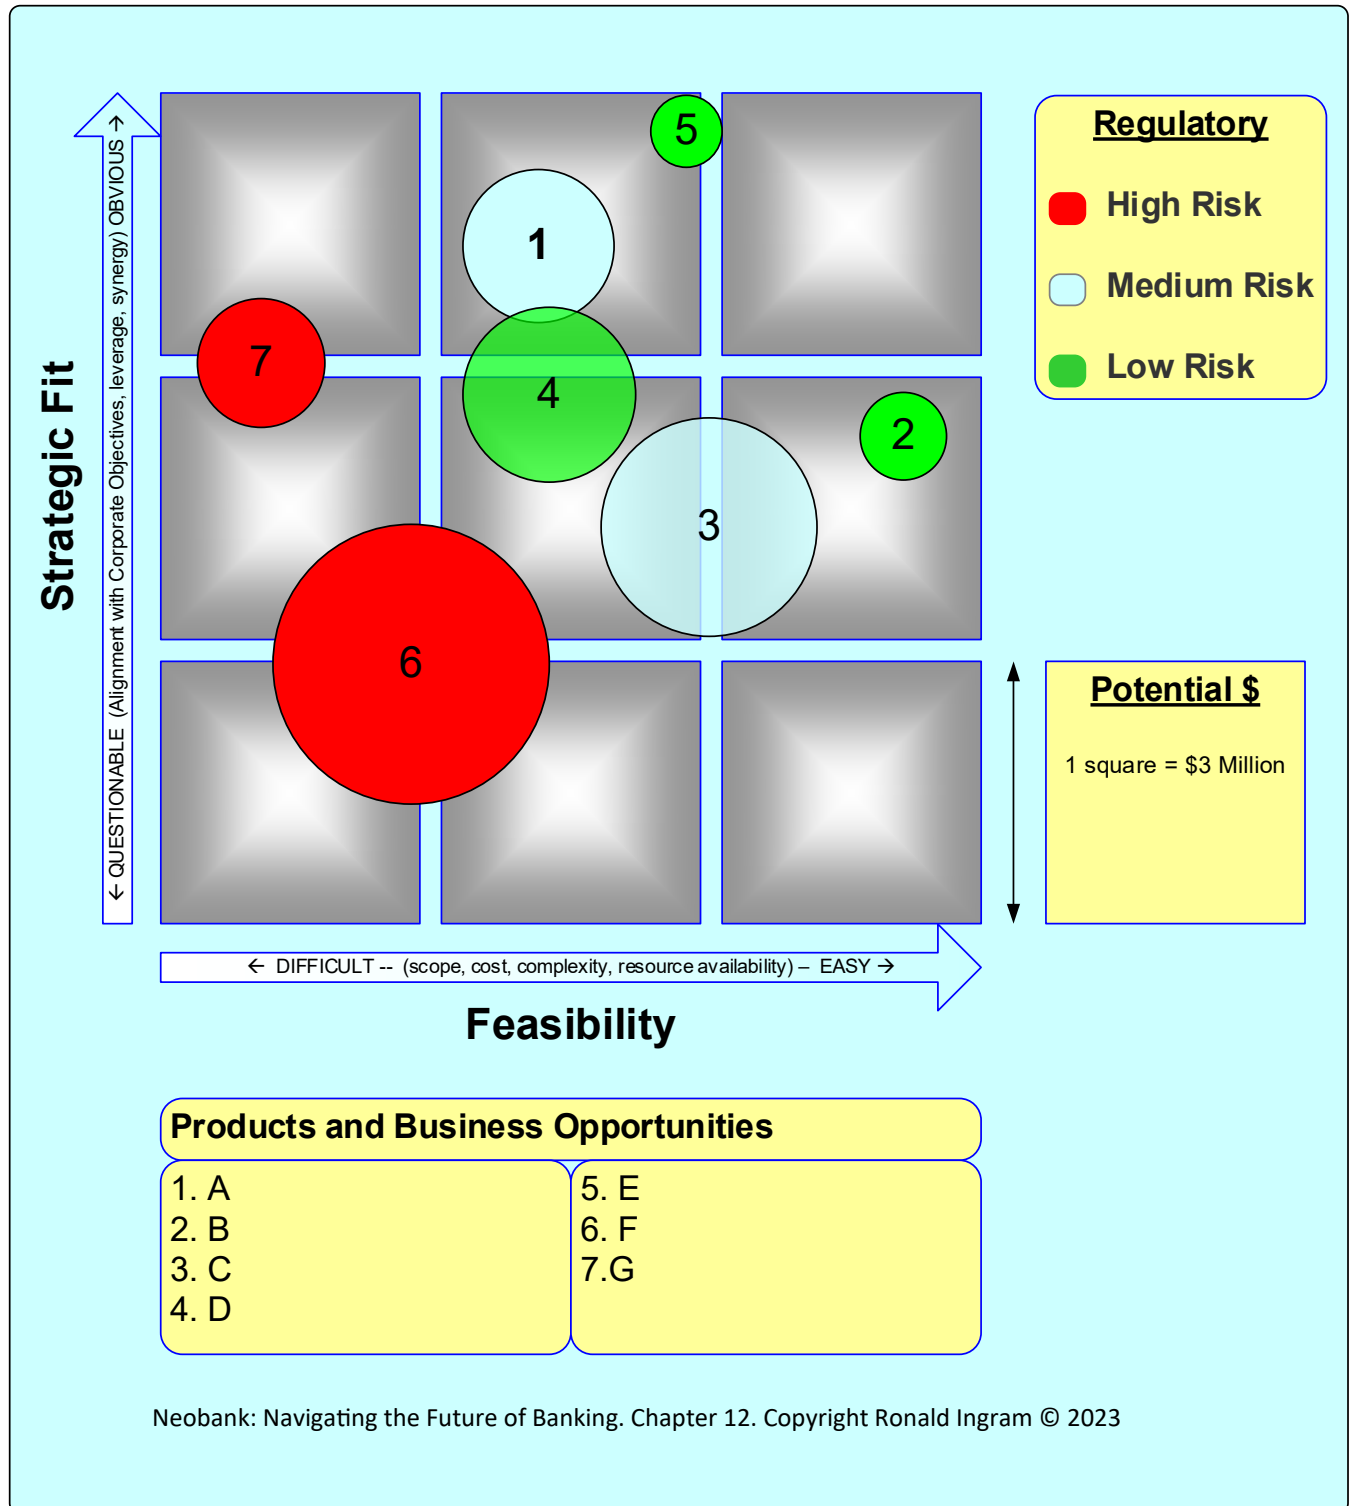 Strategic Fit
← QUESTIONABLE (Alignment with Corporate Objectives, leverage, synergy) OBVIOUS →
5
1
7
4
2
3
6
Regulatory
High Risk
Medium Risk
Low Risk
Potential $
1 square = $3 Million
← DIFFICULT -- (scope, cost, complexity, resource availability) – EASY →
Feasibility
Products and Business Opportunities
1. A
2. B
3. C
4. D
5. E
6. F
7.G
Neobank: Navigating the Future of Banking. Chapter 12. Copyright Ronald Ingram © 2023